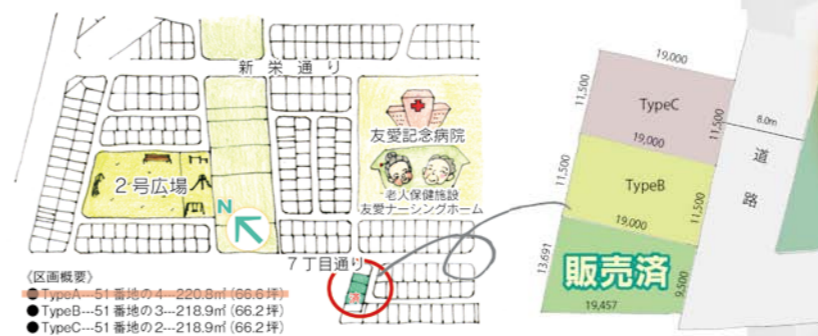 新栄通り
友愛記念病院
2号広場
老人保健施設
友愛ナーシングホーム
N
7丁目通り
済
《区画概要》
●TypeA---51番地の4---220.8㎡(66.6坪)
●TypeB---51番地の3---218.9㎡(66.2坪)
●TypeC---51番地の2---218.9㎡(66.2坪)
19,000
11,500
TypeC
11,500
8.0m
道路
19,000
11,500
TypeB
11,500
19,000
13,691
販売済
9,500
19,457